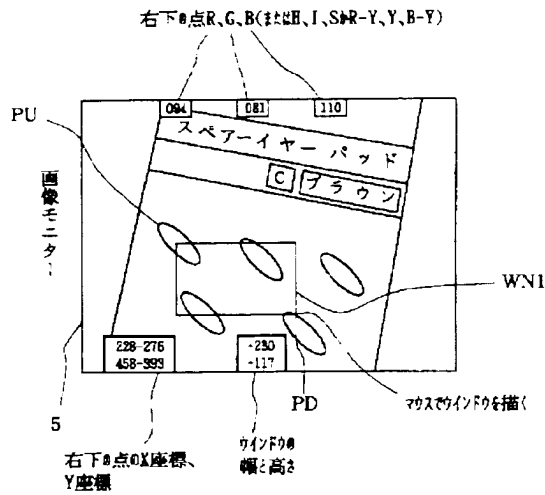 右下の点R、G、B(またはH、I、SかR-Y、Y、B-Y)
094 081 110
PU
スペアーイヤー パッド
C ブラウン
画像モニター
WN1
228-276
458-393
-230
-117
5
PD
マウスでウインドウを描く
右下の点のX座標、
Y座標
ウインドウの
幅と高さ